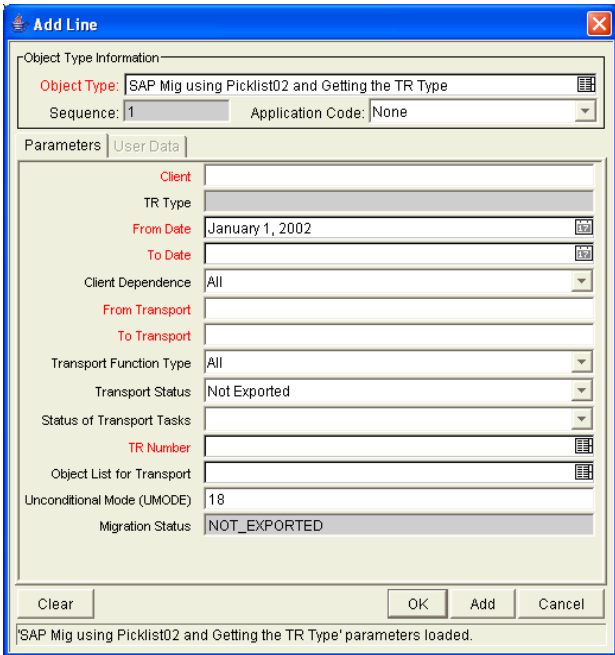 Add Line
Object Type Information
Object Type: SAP Mig using Picklist02 and Getting the TR Type
Sequence: 1 Application Code: None
Parameters User Data
Client
TR Type
From Date January 1, 2002
To Date
Client Dependence All
From Transport
To Transport
Transport Function Type All
Transport Status Not Exported
Status of Transport Tasks
TR Number
Object List for Transport
Unconditional Mode (UMODE) 18
Migration Status NOT_EXPORTED
Clear OK Add Cancel
'SAP Mig using Picklist02 and Getting the TR Type' parameters loaded.